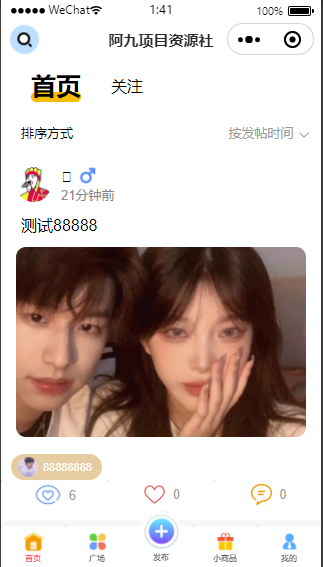 WeChat 1:41 100%
阿九项目资源社
首页 关注
排序方式 按发帖时间
21分钟前
测试88888
88888888
6 0 0
首页 广场 发布 小商品 我的